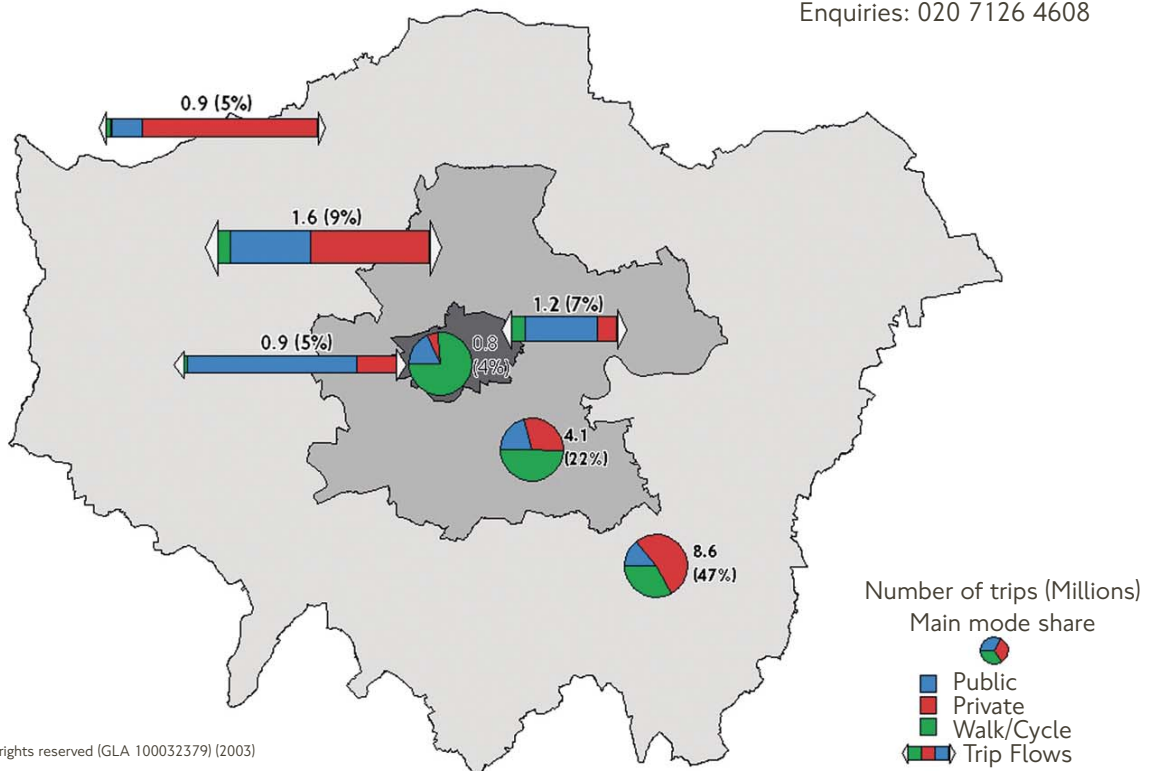 Enquiries: 020 7126 4608
0.9 (5%)
1.6 (9%)
1.2 (7%)
0.9 (5%)
0.8
(4%)
4.1
(22%)
8.6
(47%)
Number of trips (Millions)
Main mode share
Public
Private
Walk/Cycle
Trip Flows
rights reserved (GLA 100032379) (2003)